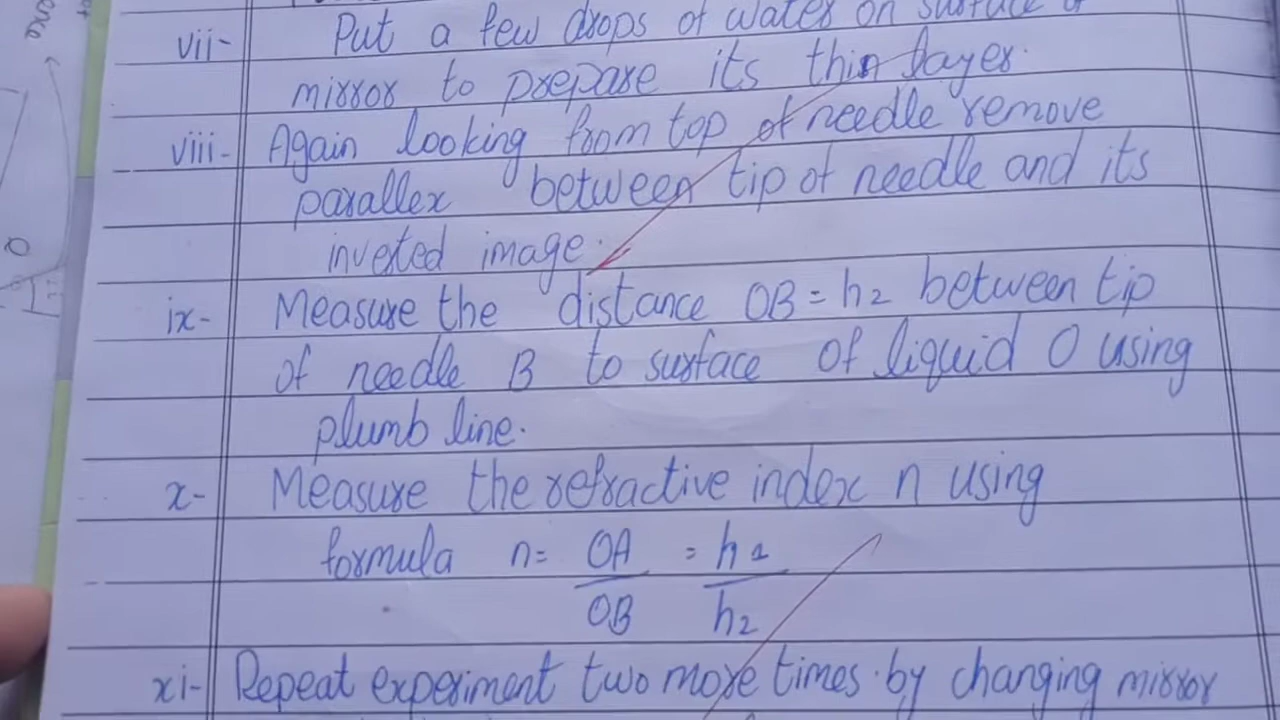 vii- Put a few drops of water on surface of
mirror to prepare its thin layer.
viii- Again looking from top of needle remove
parallex between tip of needle and its
inverted image.
ix- Measure the distance OB = h2 between tip
of needle B to surface of liquid O using
plumb line.
x- Measure the refractive index n using
formula n = OA/OB = h1/h2
xi- Repeat experiment two more times by changing mirror